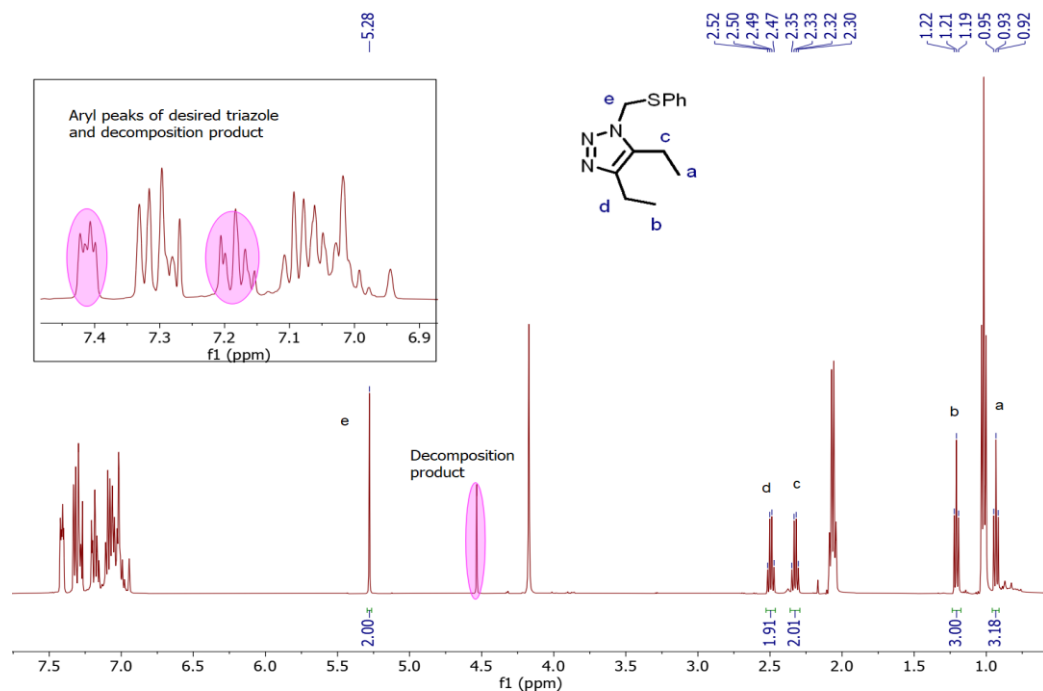 5.28
2.52
2.50
2.49
2.47
2.35
2.33
2.32
2.30
1.22
1.21
1.19
0.95
0.93
0.92
Aryl peaks of desired triazole
and decomposition product
7.4 7.3 7.2 7.1 7.0 6.9
f1 (ppm)
e
SPh
N
N
N
c
a
d
b
e
Decomposition
product
d
c
b
a
2.00
1.91
2.01
3.00
3.18
7.5 7.0 6.5 6.0 5.5 5.0 4.5 4.0 3.5 3.0 2.5 2.0 1.5 1.0
f1 (ppm)